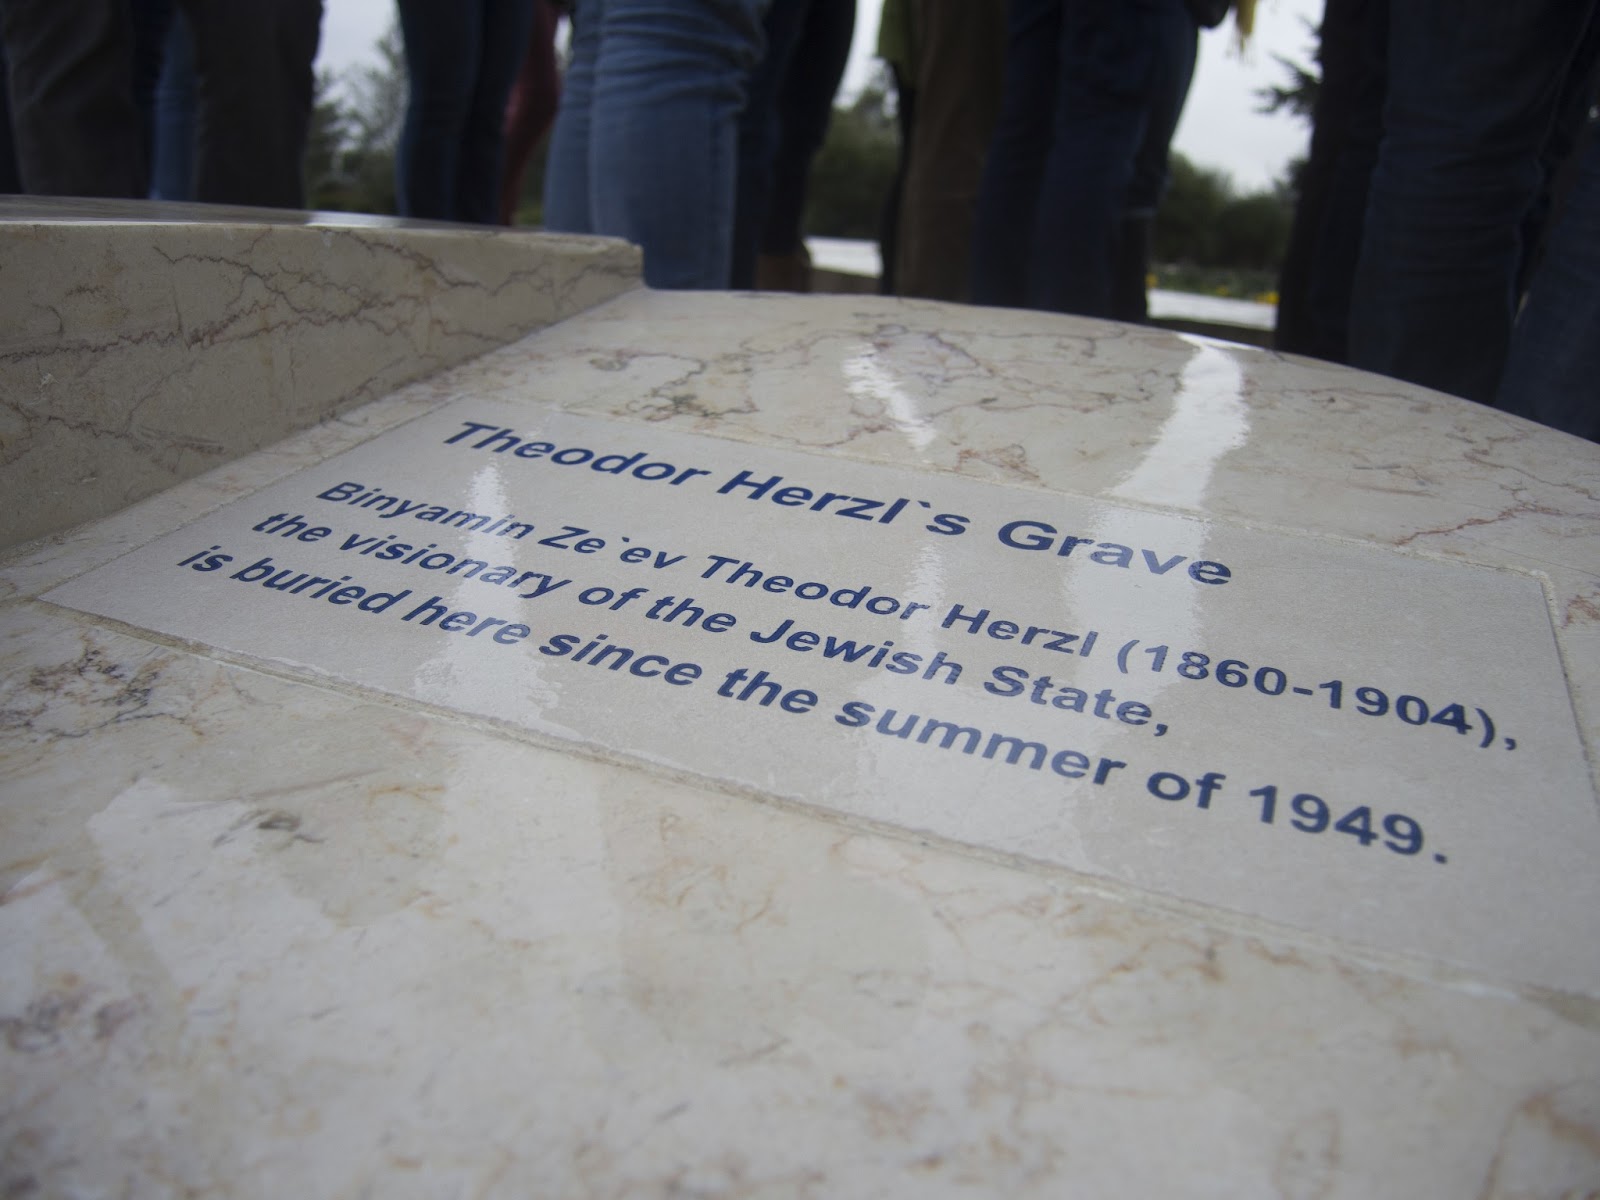 Theodor Herzl`s Grave
Binyamin Ze`ev Theodor Herzl (1860-1904),
the visionary of the Jewish State,
is buried here since the summer of 1949.